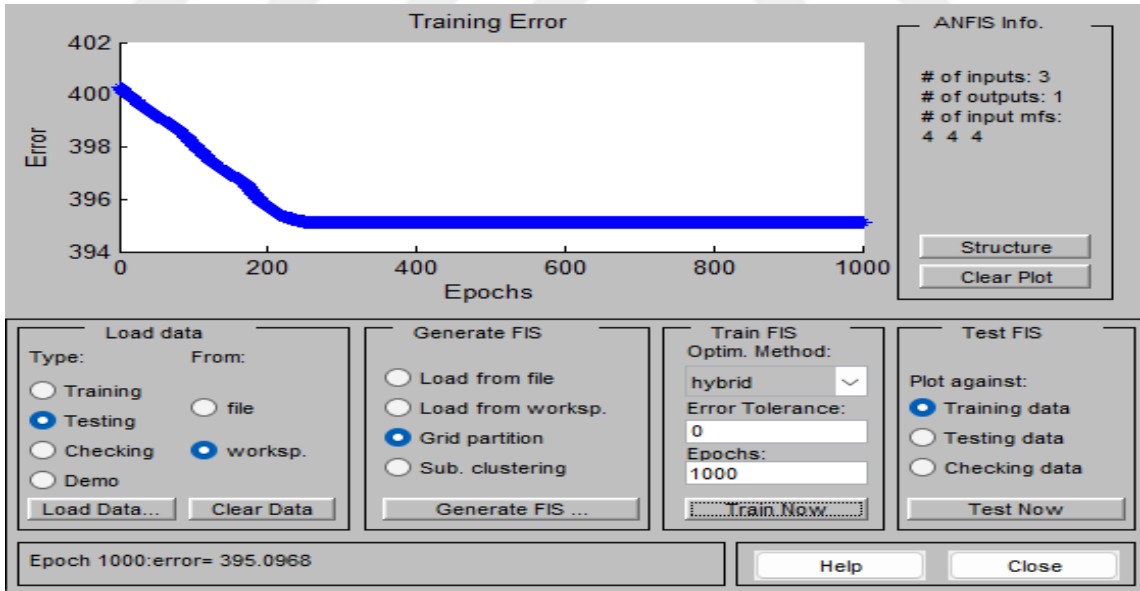 Training Error
402
400
398
396
394
Error
0
200
400
600
800
1000
Epochs
ANFIS Info.
# of inputs: 3
# of outputs: 1
# of input mfs:
4 4 4
Structure
Clear Plot
Load data
Type:
From:
Training
Testing
Checking
Demo
file
worksp.
Load Data...
Clear Data
Generate FIS
Load from file
Load from worksp.
Grid partition
Sub. clustering
Generate FIS ...
Train FIS
Optim. Method:
hybrid
Error Tolerance:
0
Epochs:
1000
Train Now
Test FIS
Plot against:
Training data
Testing data
Checking data
Test Now
Epoch 1000:error= 395.0968
Help
Close